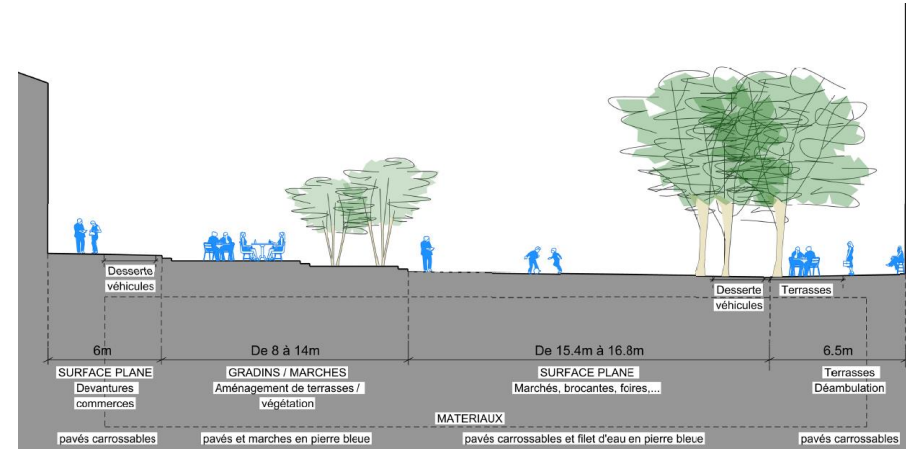 Desserte
véhicules
Desserte
véhicules
Terrasses
6m
De 8 à 14m
De 15.4m à 16.8m
6.5m
SURFACE PLANE
Devantures
commerces
GRADINS / MARCHES
Aménagement de terrasses /
végétation
SURFACE PLANE
Marchés, brocantes, foires,...
Terrasses
Déambulation
MATERIAUX
pavés carrossables
pavés et marches en pierre bleue
pavés carrossables et filet d'eau en pierre bleue
pavés carrossables